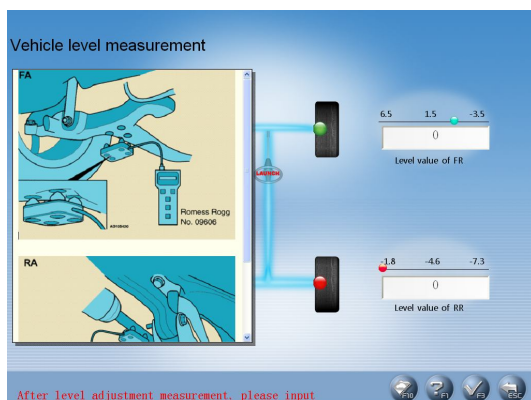 Vehicle level measurement
FA
Romess Rogg
No. 09606
RA
LAUNCH
6.5 1.5 -3.5
0
Level value of FR
-1.8 -4.6 -7.3
0
Level value of RR
After level adjustment measurement, please input
F10 F1 F3 ESC